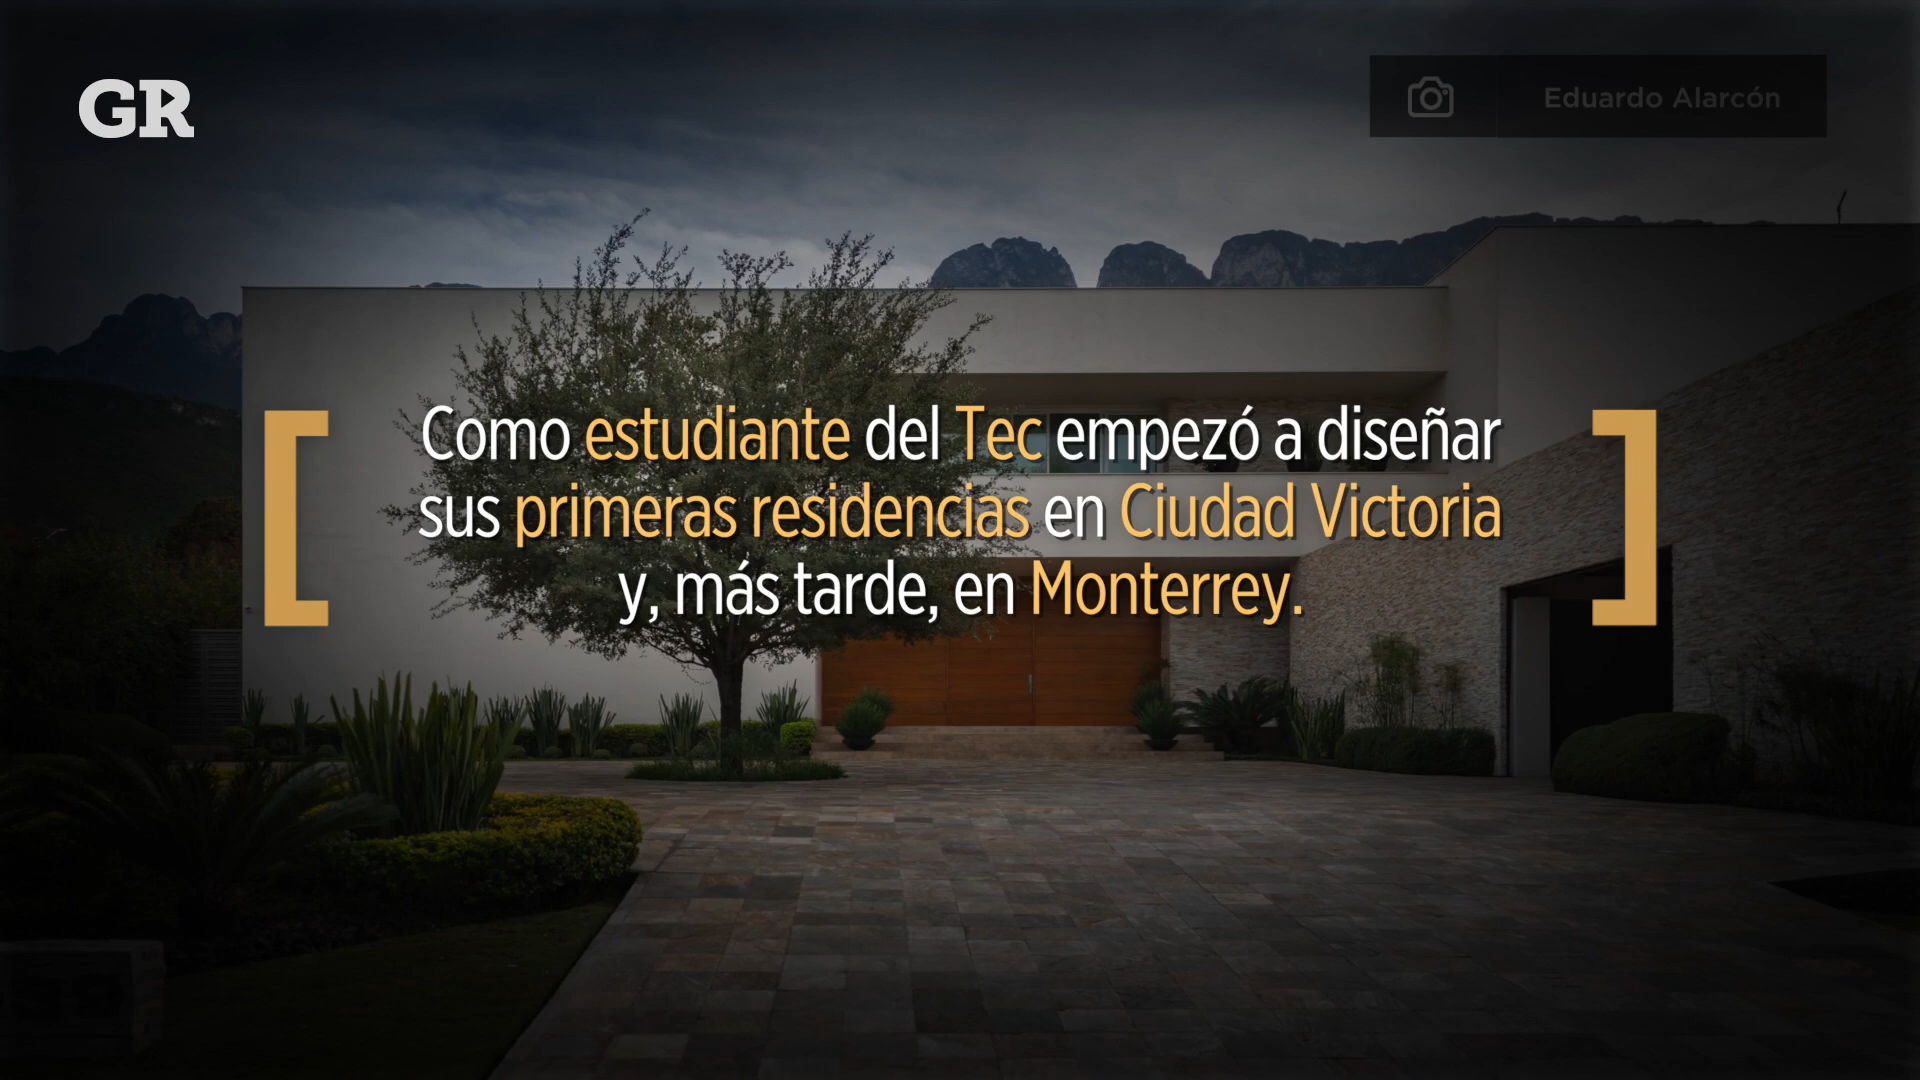 GR
Eduardo Alarcón
Como estudiante del Tec empezó a diseñar
sus primeras residencias en Ciudad Victoria
y, más tarde, en Monterrey.